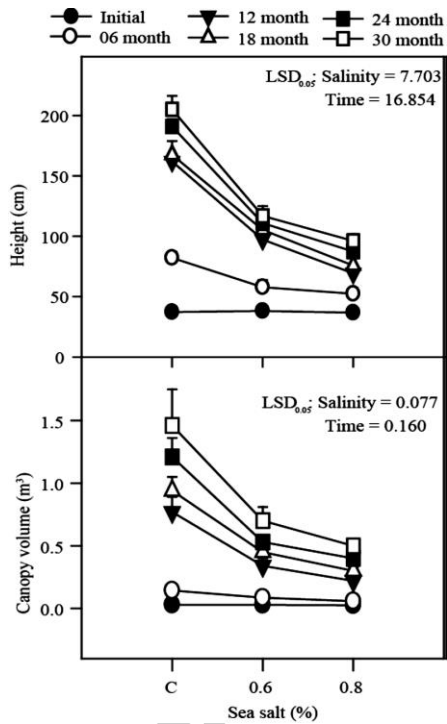 Initial 12 month 24 month
06 month 18 month 30 month
LSD0.05: Salinity = 7.703
Time = 16.854
200
150
100
50
0
Height (cm)
LSD0.05: Salinity = 0.077
Time = 0.160
1.5
1.0
0.5
0.0
Canopy volume (m³)
C 0.6 0.8
Sea salt (%)